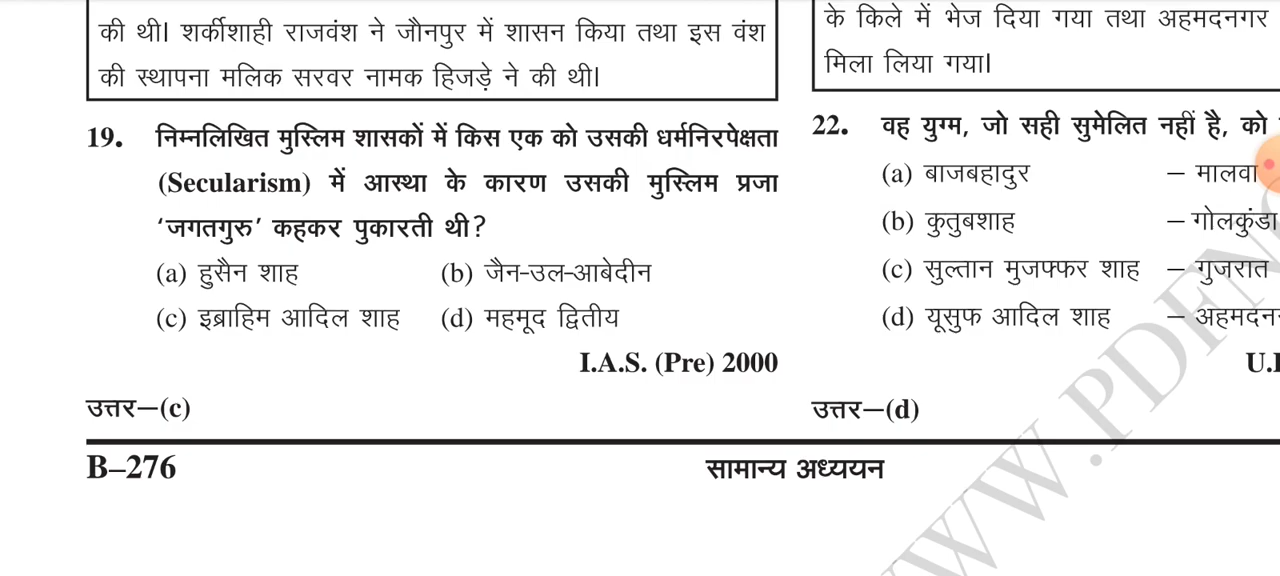 की थी। शर्कीशाही राजवंश ने जौनपुर में शासन किया तथा इस वंश
की स्थापना मलिक सरवर नामक हिजड़े ने की थी।
19. निम्नलिखित मुस्लिम शासकों में किस एक को उसकी धर्मनिरपेक्षता
(Secularism) में आस्था के कारण उसकी मुस्लिम प्रजा
‘जगतगुरु’ कहकर पुकारती थी?
(a) हुसैन शाह (b) जैन-उल-आबेदीन
(c) इब्राहिम आदिल शाह (d) महमूद द्वितीय
I.A.S. (Pre) 2000
उत्तर—(c)
के किले में भेज दिया गया तथा अहमदनगर
मिला लिया गया।
22. वह युग्म, जो सही सुमेलित नहीं है, को
(a) बाजबहादुर – मालवा
(b) कुतुबशाह – गोलकुंडा
(c) सुल्तान मुजफ्फर शाह – गुजरात
(d) यूसुफ आदिल शाह –
उत्तर—(d)
B–276 सामान्य अध्ययन